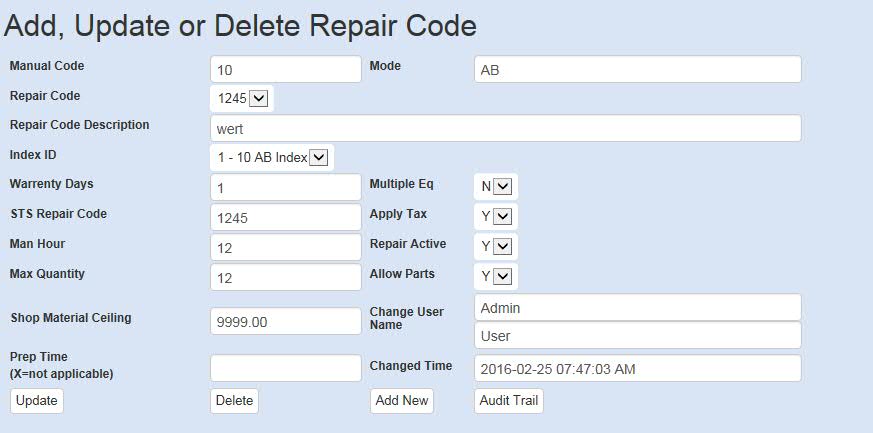 Add, Update or Delete Repair Code
Manual Code 10 Mode AB
Repair Code 1245
Repair Code Description wert
Index ID 1 - 10 AB Index
Warrenty Days 1 Multiple Eq N
STS Repair Code 1245 Apply Tax Y
Man Hour 12 Repair Active Y
Max Quantity 12 Allow Parts Y
Shop Material Ceiling 9999.00 Change User Name Admin
User
Prep Time
(X=not applicable) Changed Time 2016-02-25 07:47:03 AM
Update Delete Add New Audit Trail